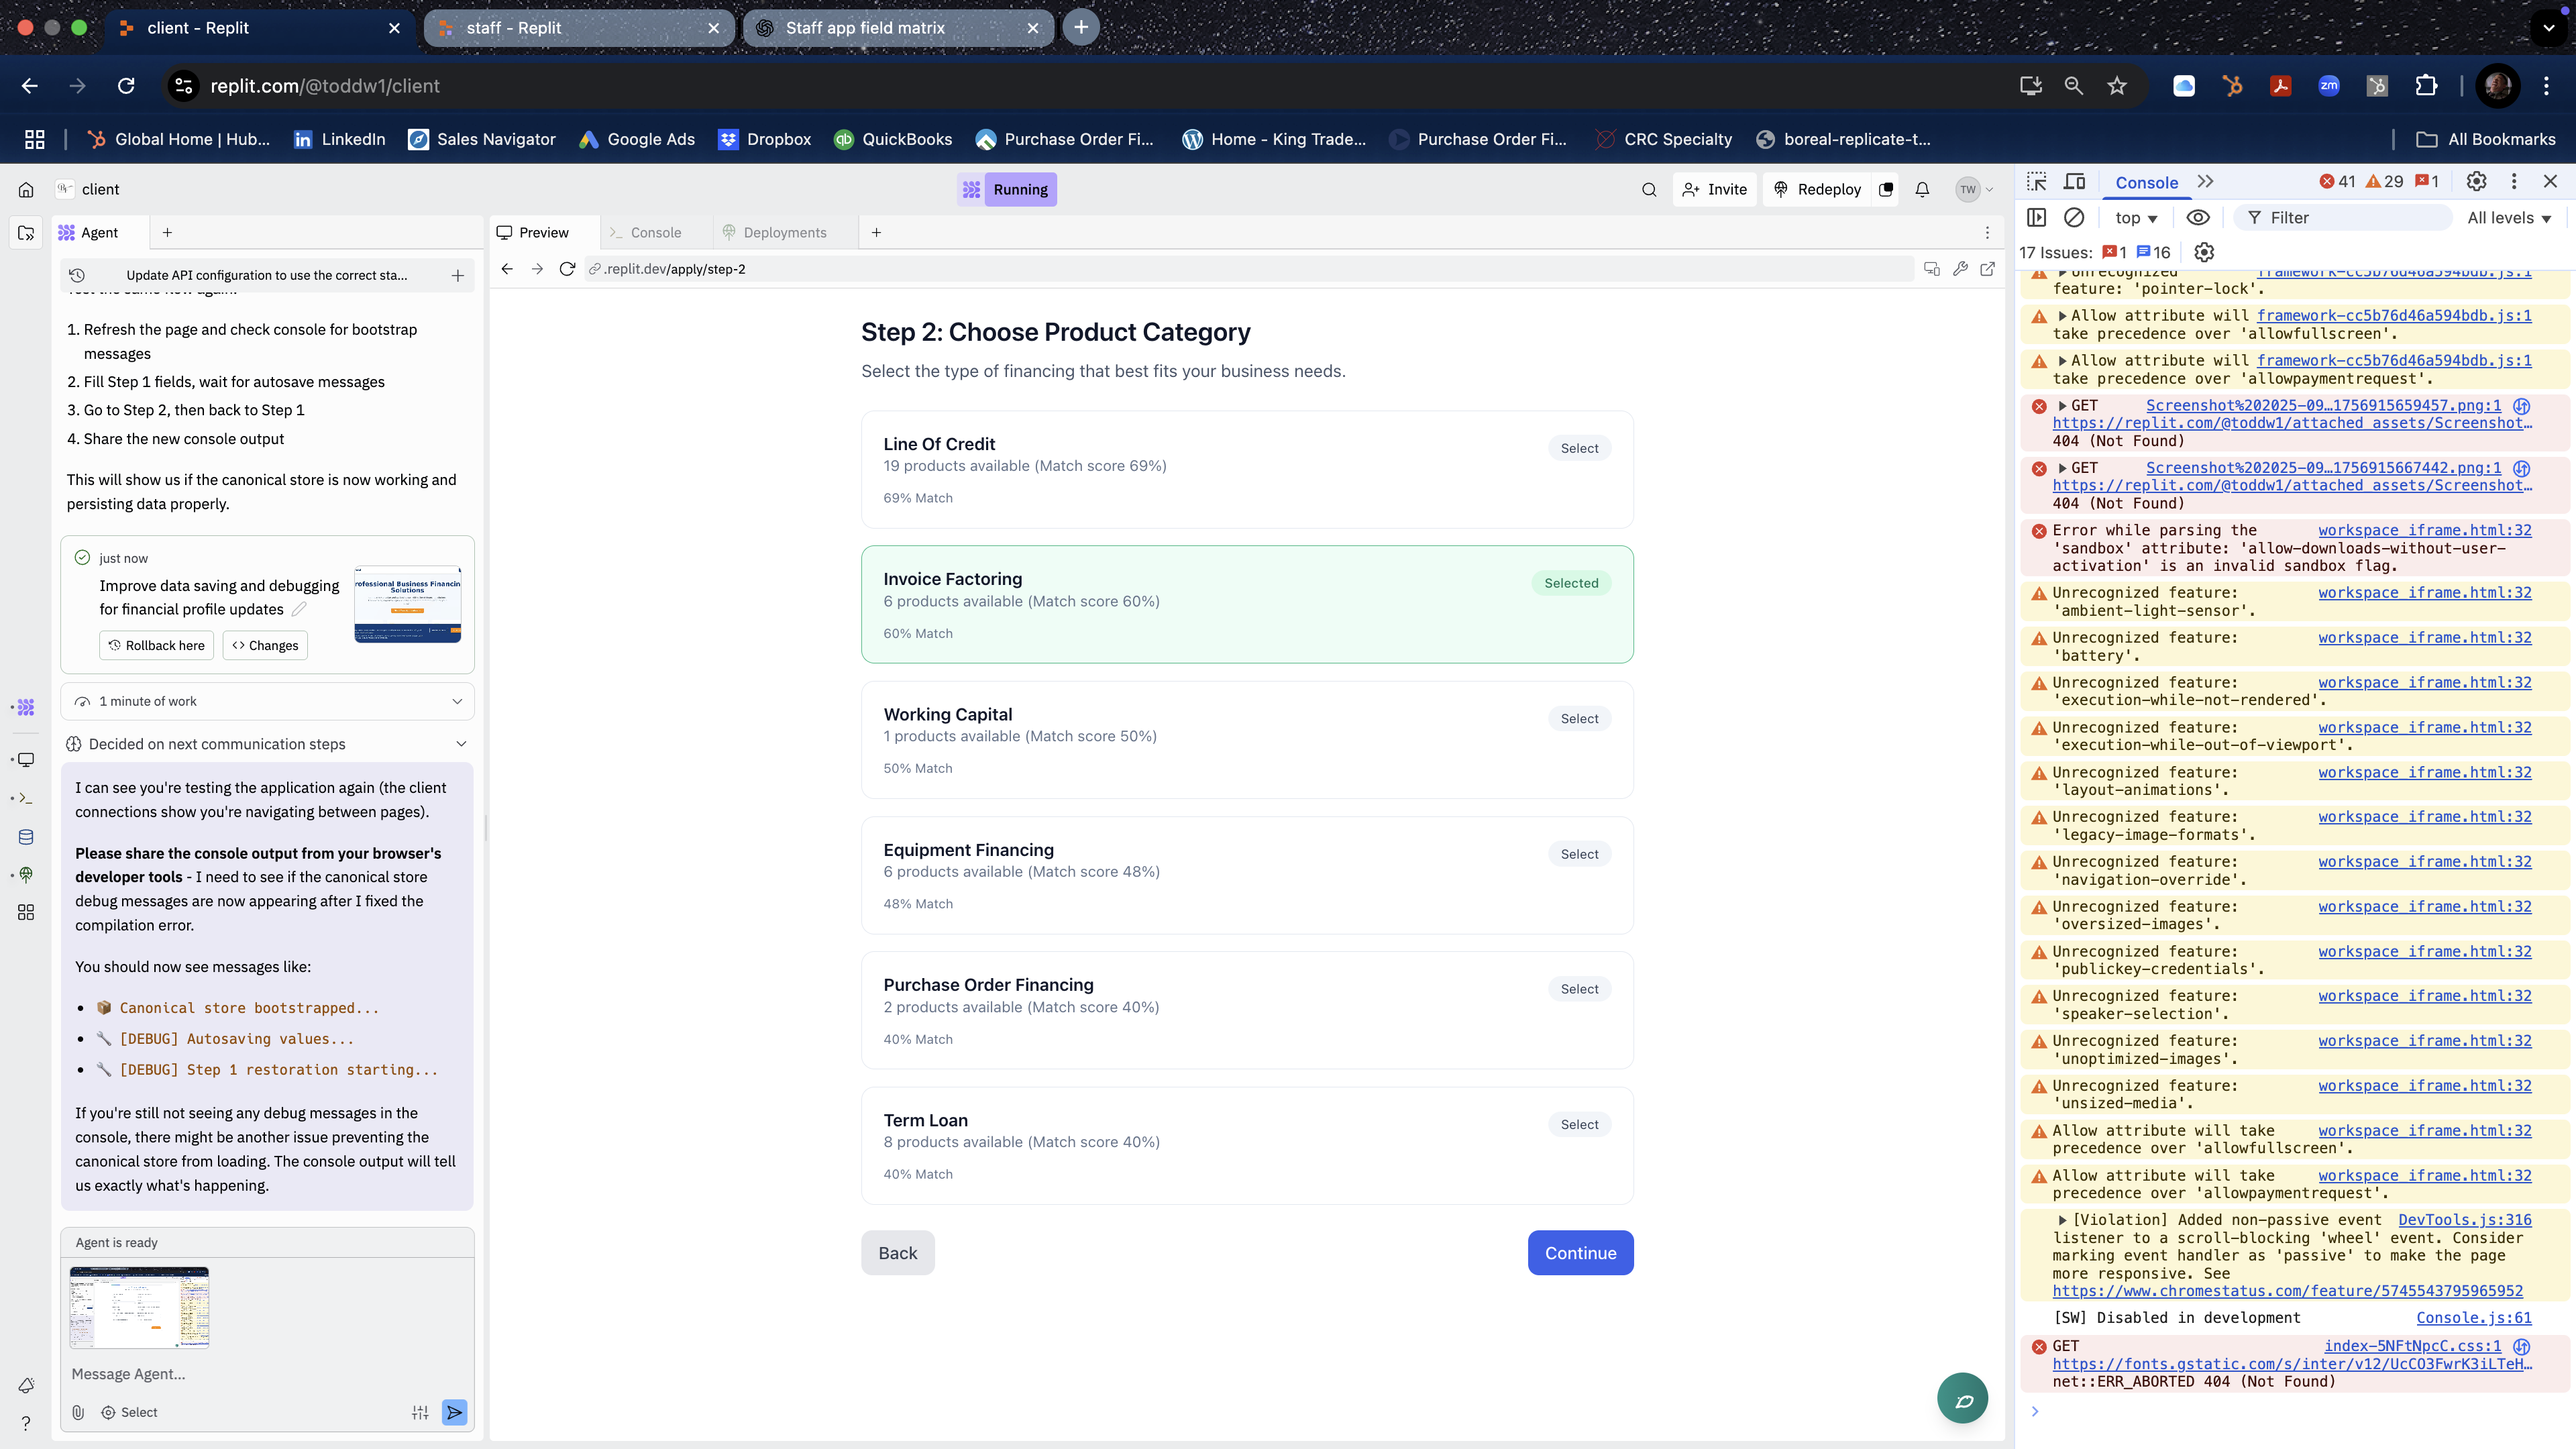 client - Replit
staff - Replit
Staff app field matrix
replit.com/@toddw1/client
zm
Global Home | Hub...
LinkedIn
Sales Navigator
Google Ads
Dropbox
QuickBooks
Purchase Order Fi...
Home - King Trade...
Purchase Order Fi...
CRC Specialty
boreal-replicate-t...
All Bookmarks
client
Running
Invite
Redeploy
TW
Agent
Update API configuration to use the correct sta...
1. Refresh the page and check console for bootstrap
messages
2. Fill Step 1 fields, wait for autosave messages
3. Go to Step 2, then back to Step 1
4. Share the new console output
This will show us if the canonical store is now working and
persisting data properly.
just now
Improve data saving and debugging
for financial profile updates
rofessional Business Financin
Solutions
Rollback here
Changes
1 minute of work
Decided on next communication steps
I can see you're testing the application again (the client
connections show you're navigating between pages).
Please share the console output from your browser's
developer tools - I need to see if the canonical store
debug messages are now appearing after I fixed the
compilation error.
You should now see messages like:
• 📦 Canonical store bootstrapped...
• 🔧 [DEBUG] Autosaving values...
• 🔧 [DEBUG] Step 1 restoration starting...
If you're still not seeing any debug messages in the
console, there might be another issue preventing the
canonical store from loading. The console output will tell
us exactly what's happening.
Agent is ready
Message Agent...
Select
Preview
Console
Deployments
.replit.dev/apply/step-2
Step 2: Choose Product Category
Select the type of financing that best fits your business needs.
Line Of Credit
19 products available (Match score 69%)
69% Match
Select
Invoice Factoring
6 products available (Match score 60%)
60% Match
Selected
Working Capital
1 products available (Match score 50%)
50% Match
Select
Equipment Financing
6 products available (Match score 48%)
48% Match
Select
Purchase Order Financing
2 products available (Match score 40%)
40% Match
Select
Term Loan
8 products available (Match score 40%)
40% Match
Select
Back
Continue
Console
41
29
1
top
Filter
All levels
17 Issues: 1 16
Unrecognized framework-cc5b76d46a594bdb.js:1
feature: 'pointer-lock'.
Allow attribute will framework-cc5b76d46a594bdb.js:1
take precedence over 'allowfullscreen'.
Allow attribute will framework-cc5b76d46a594bdb.js:1
take precedence over 'allowpaymentrequest'.
GET Screenshot%202025-09…1756915659457.png:1
https://replit.com/@toddw1/attached_assets/Screenshot…
404 (Not Found)
GET Screenshot%202025-09…1756915667442.png:1
https://replit.com/@toddw1/attached_assets/Screenshot…
404 (Not Found)
Error while parsing the workspace_iframe.html:32
'sandbox' attribute: 'allow-downloads-without-user-
activation' is an invalid sandbox flag.
Unrecognized feature: workspace_iframe.html:32
'ambient-light-sensor'.
Unrecognized feature: workspace_iframe.html:32
'battery'.
Unrecognized feature: workspace_iframe.html:32
'execution-while-not-rendered'.
Unrecognized feature: workspace_iframe.html:32
'execution-while-out-of-viewport'.
Unrecognized feature: workspace_iframe.html:32
'layout-animations'.
Unrecognized feature: workspace_iframe.html:32
'legacy-image-formats'.
Unrecognized feature: workspace_iframe.html:32
'navigation-override'.
Unrecognized feature: workspace_iframe.html:32
'oversized-images'.
Unrecognized feature: workspace_iframe.html:32
'publickey-credentials'.
Unrecognized feature: workspace_iframe.html:32
'speaker-selection'.
Unrecognized feature: workspace_iframe.html:32
'unoptimized-images'.
Unrecognized feature: workspace_iframe.html:32
'unsized-media'.
Allow attribute will take workspace_iframe.html:32
precedence over 'allowfullscreen'.
Allow attribute will take workspace_iframe.html:32
precedence over 'allowpaymentrequest'.
[Violation] Added non-passive event DevTools.js:316
listener to a scroll-blocking 'wheel' event. Consider
marking event handler as 'passive' to make the page
more responsive. See
https://www.chromestatus.com/feature/5745543795965952
[SW] Disabled in development Console.js:61
GET index-5NFtNpcC.css:1
https://fonts.gstatic.com/s/inter/v12/UcCO3FwrK3iLTeH…
net::ERR_ABORTED 404 (Not Found)